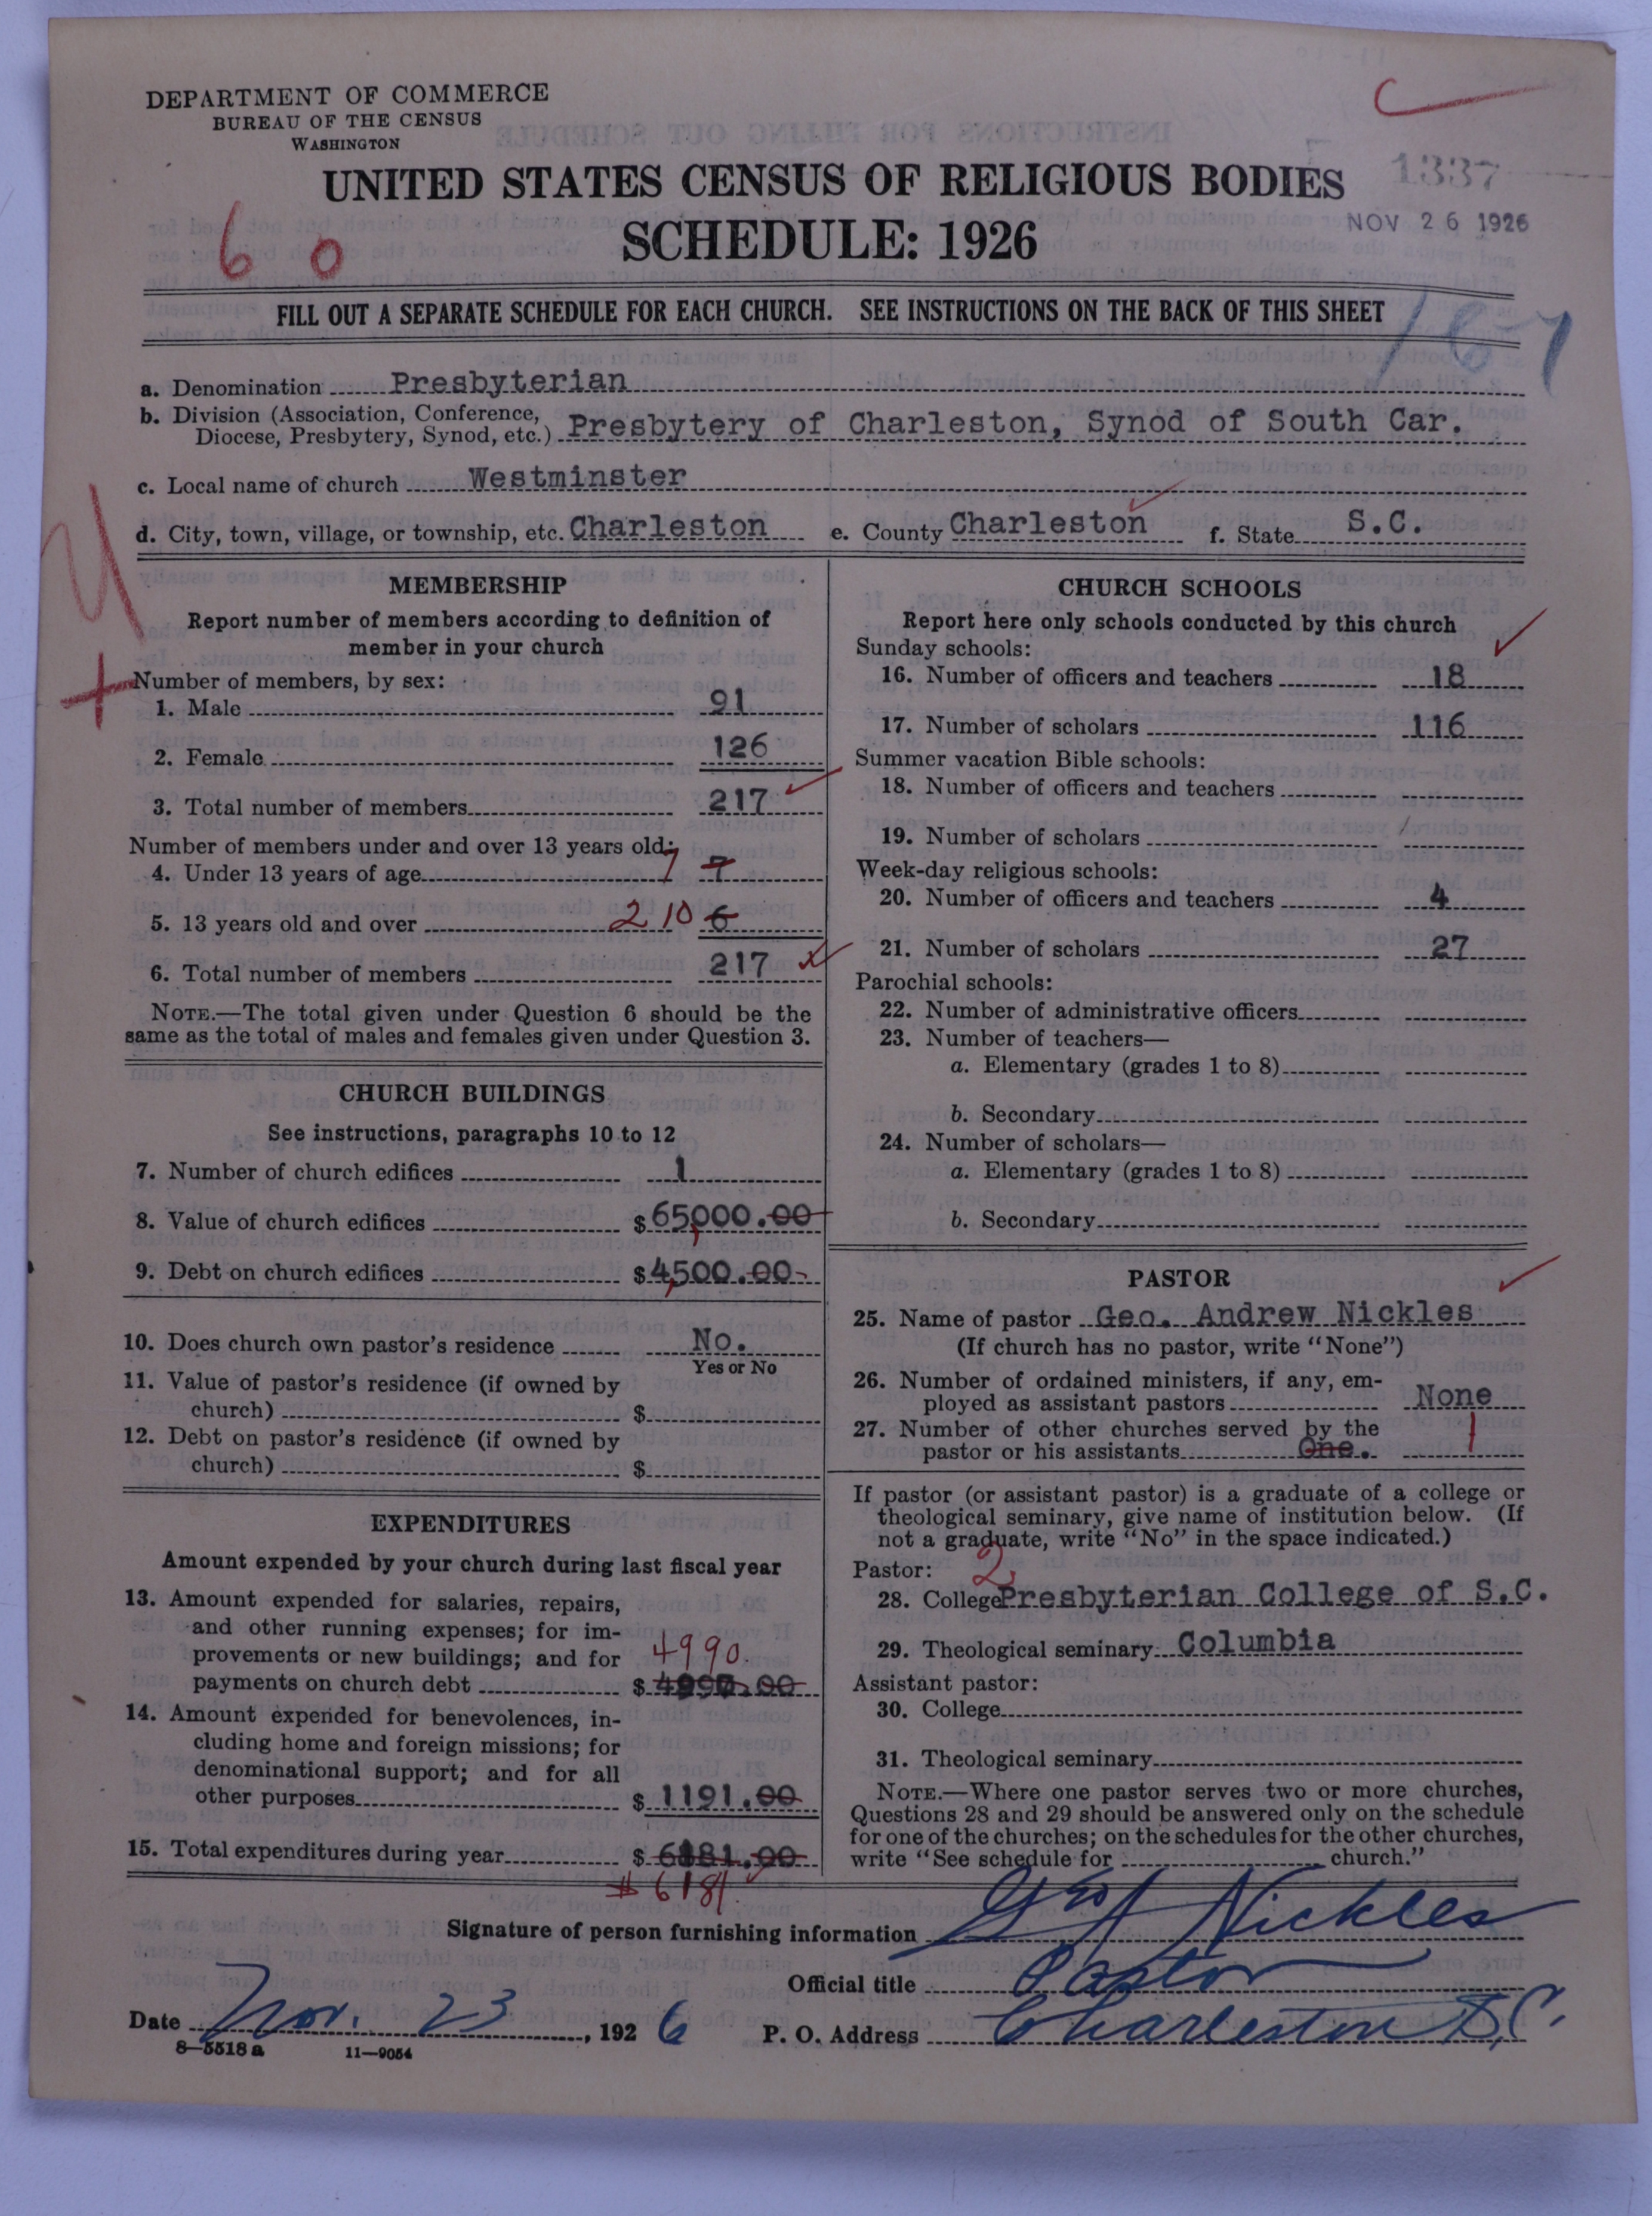 DEPARTMENT OF COMMERCE
BUREAU OF THE CENSUS
WASHINGTON
UNITED STATES CENSUS OF RELIGIOUS BODIES
1337
SCHEDULE: 1926
NOV 26 1926
6 0
FILL OUT A SEPARATE SCHEDULE FOR EACH CHURCH. SEE INSTRUCTIONS ON THE BACK OF THIS SHEET
a. Denomination Presbyterian
b. Division (Association, Conference, Diocese, Presbytery, Synod, etc.) Presbytery of Charleston, Synod of South Car.
c. Local name of church Westminster
d. City, town, village, or township, etc. Charleston e. County Charleston f. State S.C.
MEMBERSHIP
Report number of members according to definition of
member in your church
Number of members, by sex:
1. Male 91
2. Female 126
3. Total number of members 217
Number of members under and over 13 years old:
4. Under 13 years of age 7 7
5. 13 years old and over 210 6
6. Total number of members 217
NOTE.—The total given under Question 6 should be the
same as the total of males and females given under Question 3.
CHURCH BUILDINGS
See instructions, paragraphs 10 to 12
7. Number of church edifices 1
8. Value of church edifices $ 65,000.00
9. Debt on church edifices $ 4,500.00
10. Does church own pastor's residence No.
Yes or No
11. Value of pastor's residence (if owned by
church) $
12. Debt on pastor's residence (if owned by
church) $
EXPENDITURES
Amount expended by your church during last fiscal year
13. Amount expended for salaries, repairs,
and other running expenses; for im-
provements or new buildings; and for 4990.
payments on church debt $ 4990.00
14. Amount expended for benevolences, in-
cluding home and foreign missions; for
denominational support; and for all
other purposes $ 1191.00
15. Total expenditures during year $ 6181.00
$ 6181
CHURCH SCHOOLS
Report here only schools conducted by this church
Sunday schools:
16. Number of officers and teachers 18
17. Number of scholars 116
Summer vacation Bible schools:
18. Number of officers and teachers
19. Number of scholars
Week-day religious schools:
20. Number of officers and teachers 4
21. Number of scholars 27
Parochial schools:
22. Number of administrative officers
23. Number of teachers—
a. Elementary (grades 1 to 8)
b. Secondary
24. Number of scholars—
a. Elementary (grades 1 to 8)
b. Secondary
PASTOR
25. Name of pastor Geo. Andrew Nickles
(If church has no pastor, write "None")
26. Number of ordained ministers, if any, em-
ployed as assistant pastors None
27. Number of other churches served by the
pastor or his assistants One. 1
If pastor (or assistant pastor) is a graduate of a college or
theological seminary, give name of institution below. (If
not a graduate, write "No" in the space indicated.)
Pastor: 2
28. College Presbyterian College of S.C.
29. Theological seminary Columbia
Assistant pastor:
30. College
31. Theological seminary
NOTE.—Where one pastor serves two or more churches,
Questions 28 and 29 should be answered only on the schedule
for one of the churches; on the schedules for the other churches,
write "See schedule for church."
Signature of person furnishing information Geo A Nickles
Official title Pastor
Date Nov. 23, 1926 P. O. Address Charleston S.C.
8—5518a 11—9054